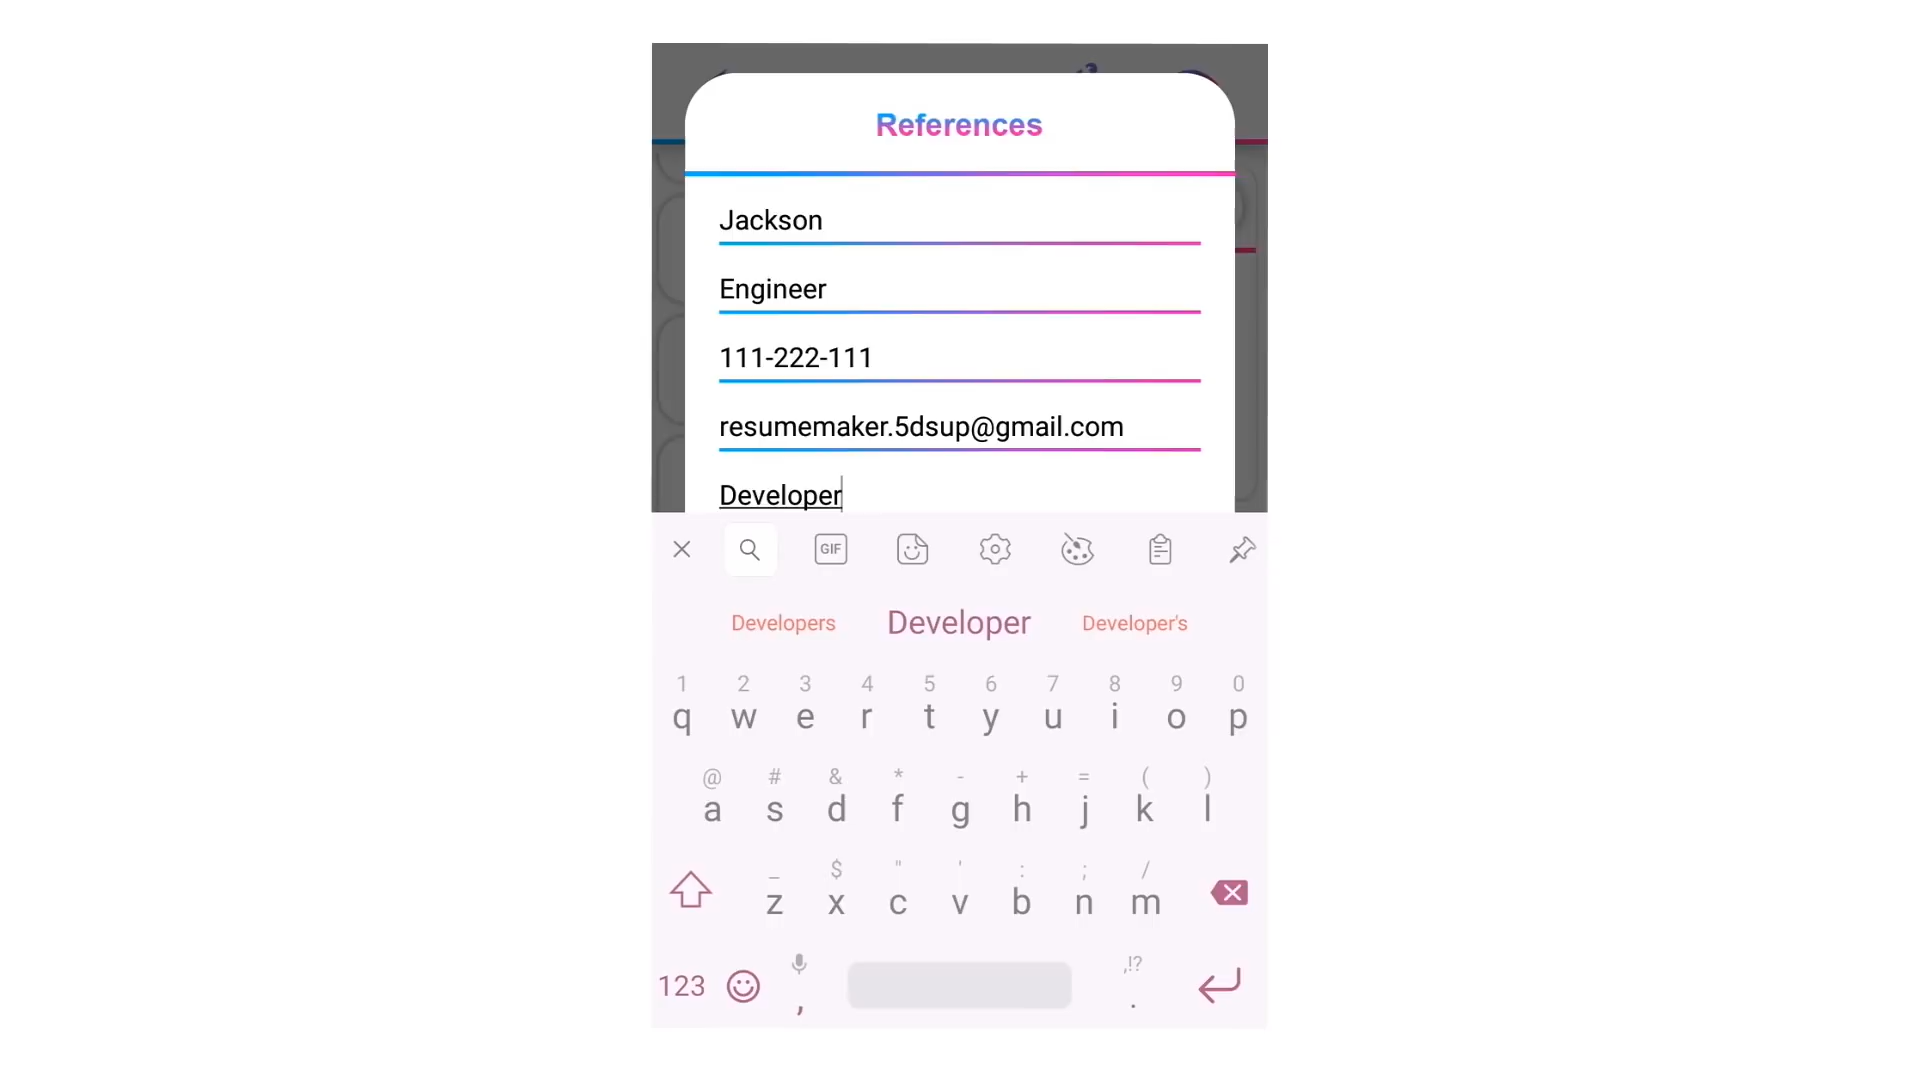 References
Jackson
Engineer
111-222-111
resumemaker.5dsup@gmail.com
Developer
GIF
Developers Developer Developer's
1 2 3 4 5 6 7 8 9 0
q w e r t y u i o p
@ # & * - + = ( )
a s d f g h j k l
_ $ " ' : ; /
z x c v b n m
,!?
123 , .